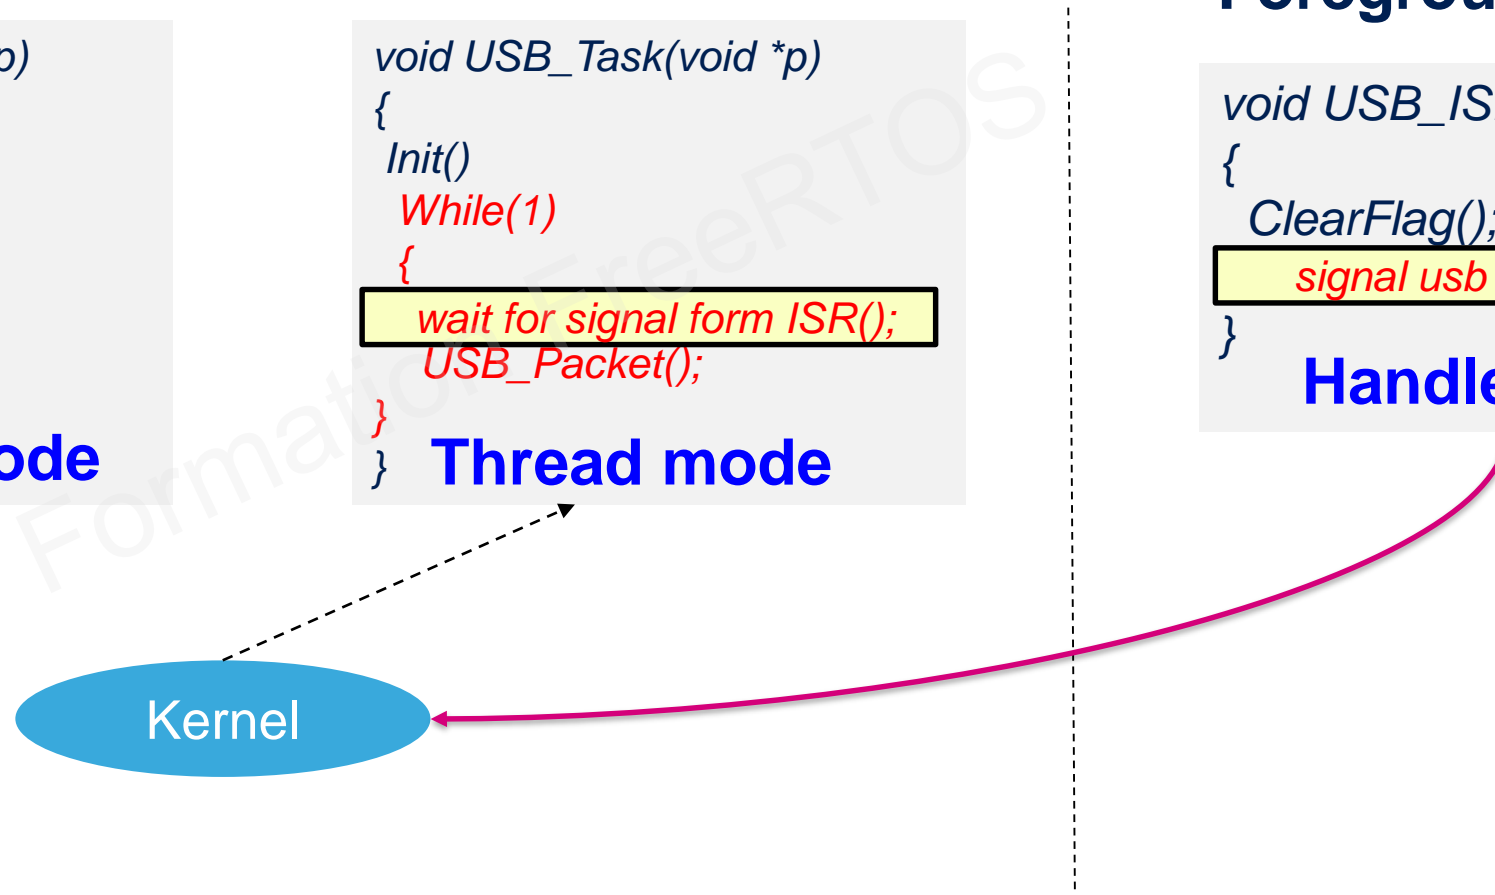 p)
ode
void USB_Task(void *p)
{
Init()
While(1)
{
wait for signal form ISR();
USB_Packet();
}
}
Thread mode
void USB_IS
{
ClearFlag();
signal usb
}
Handle
Kernel
Formation FreeRTOS